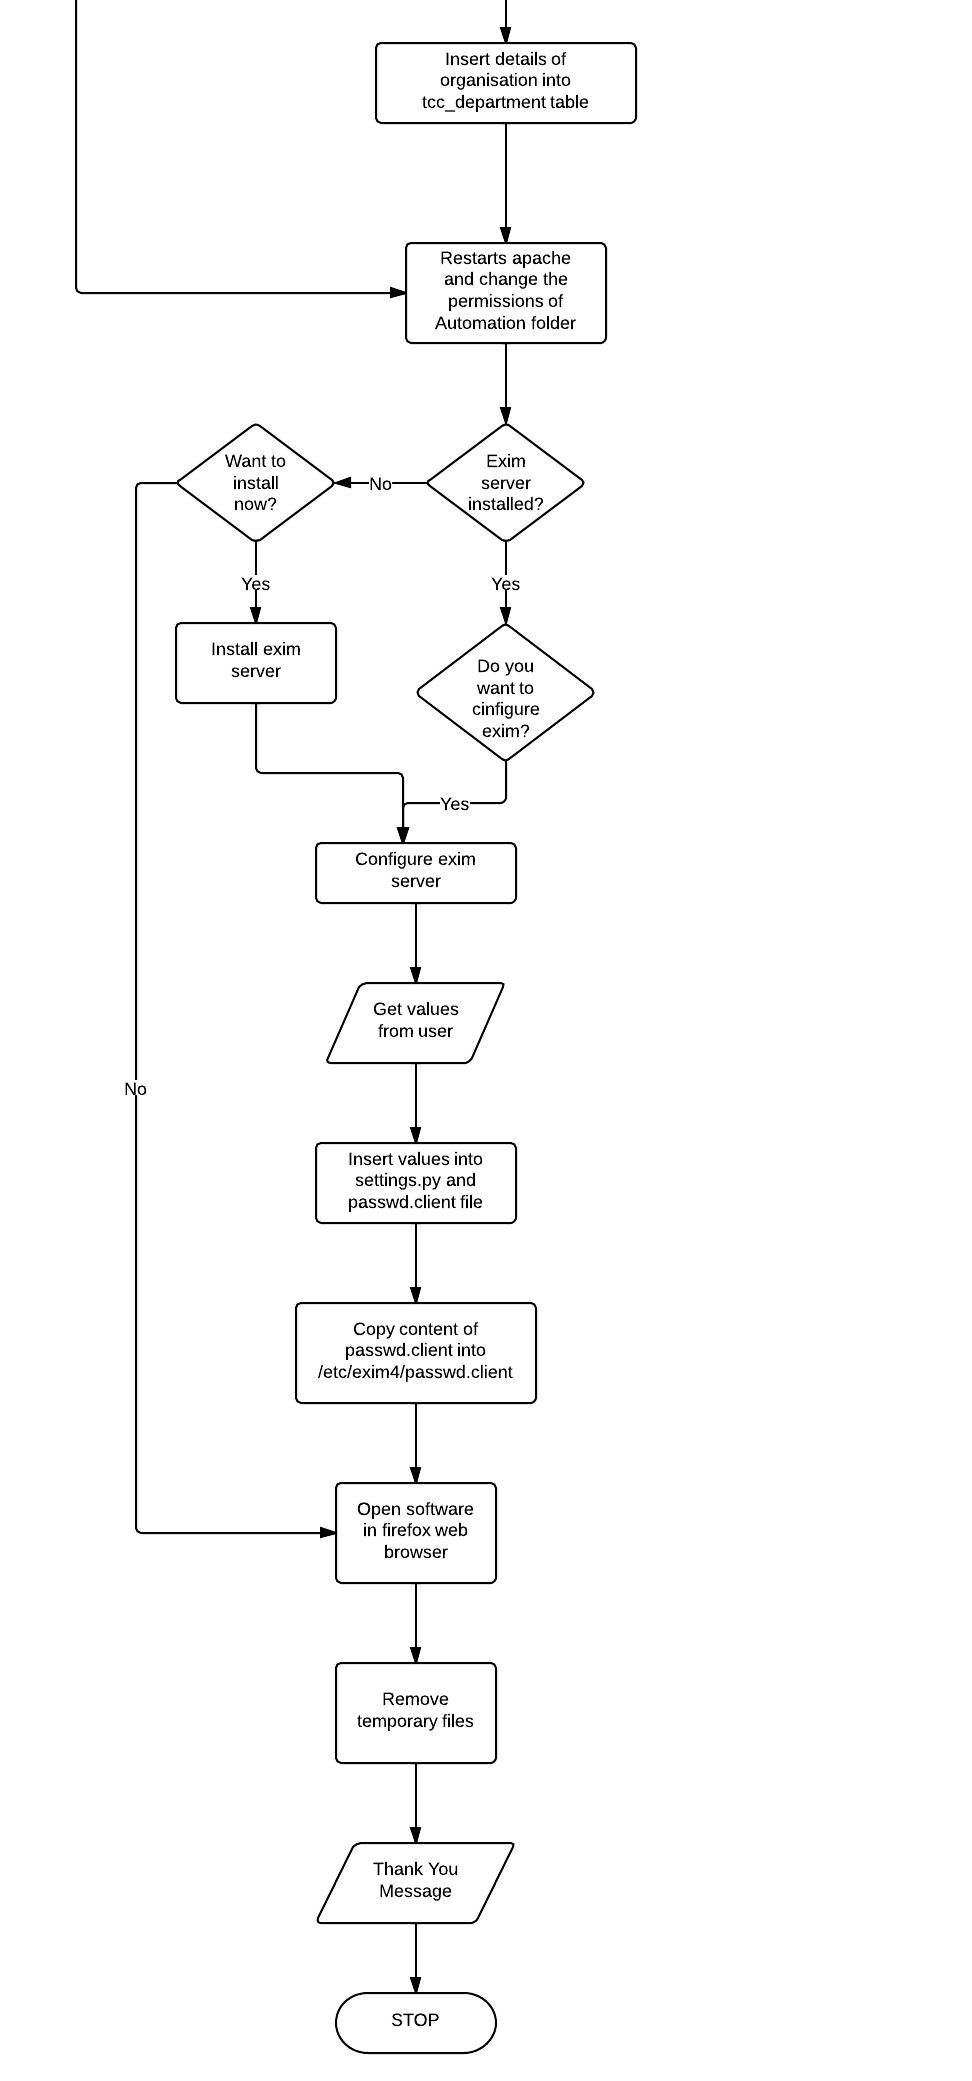 Insert details of
organisation into
tcc_department table
Restarts apache
and change the
permissions of
Automation folder
Want to
install
now?
No
Exim
server
installed?
Yes
Yes
Install exim
server
Do you
want to
cinfigure
exim?
Yes
Configure exim
server
Get values
from user
No
Insert values into
settings.py and
passwd.client file
Copy content of
passwd.client into
/etc/exim4/passwd.client
Open software
in firefox web
browser
Remove
temporary files
Thank You
Message
STOP